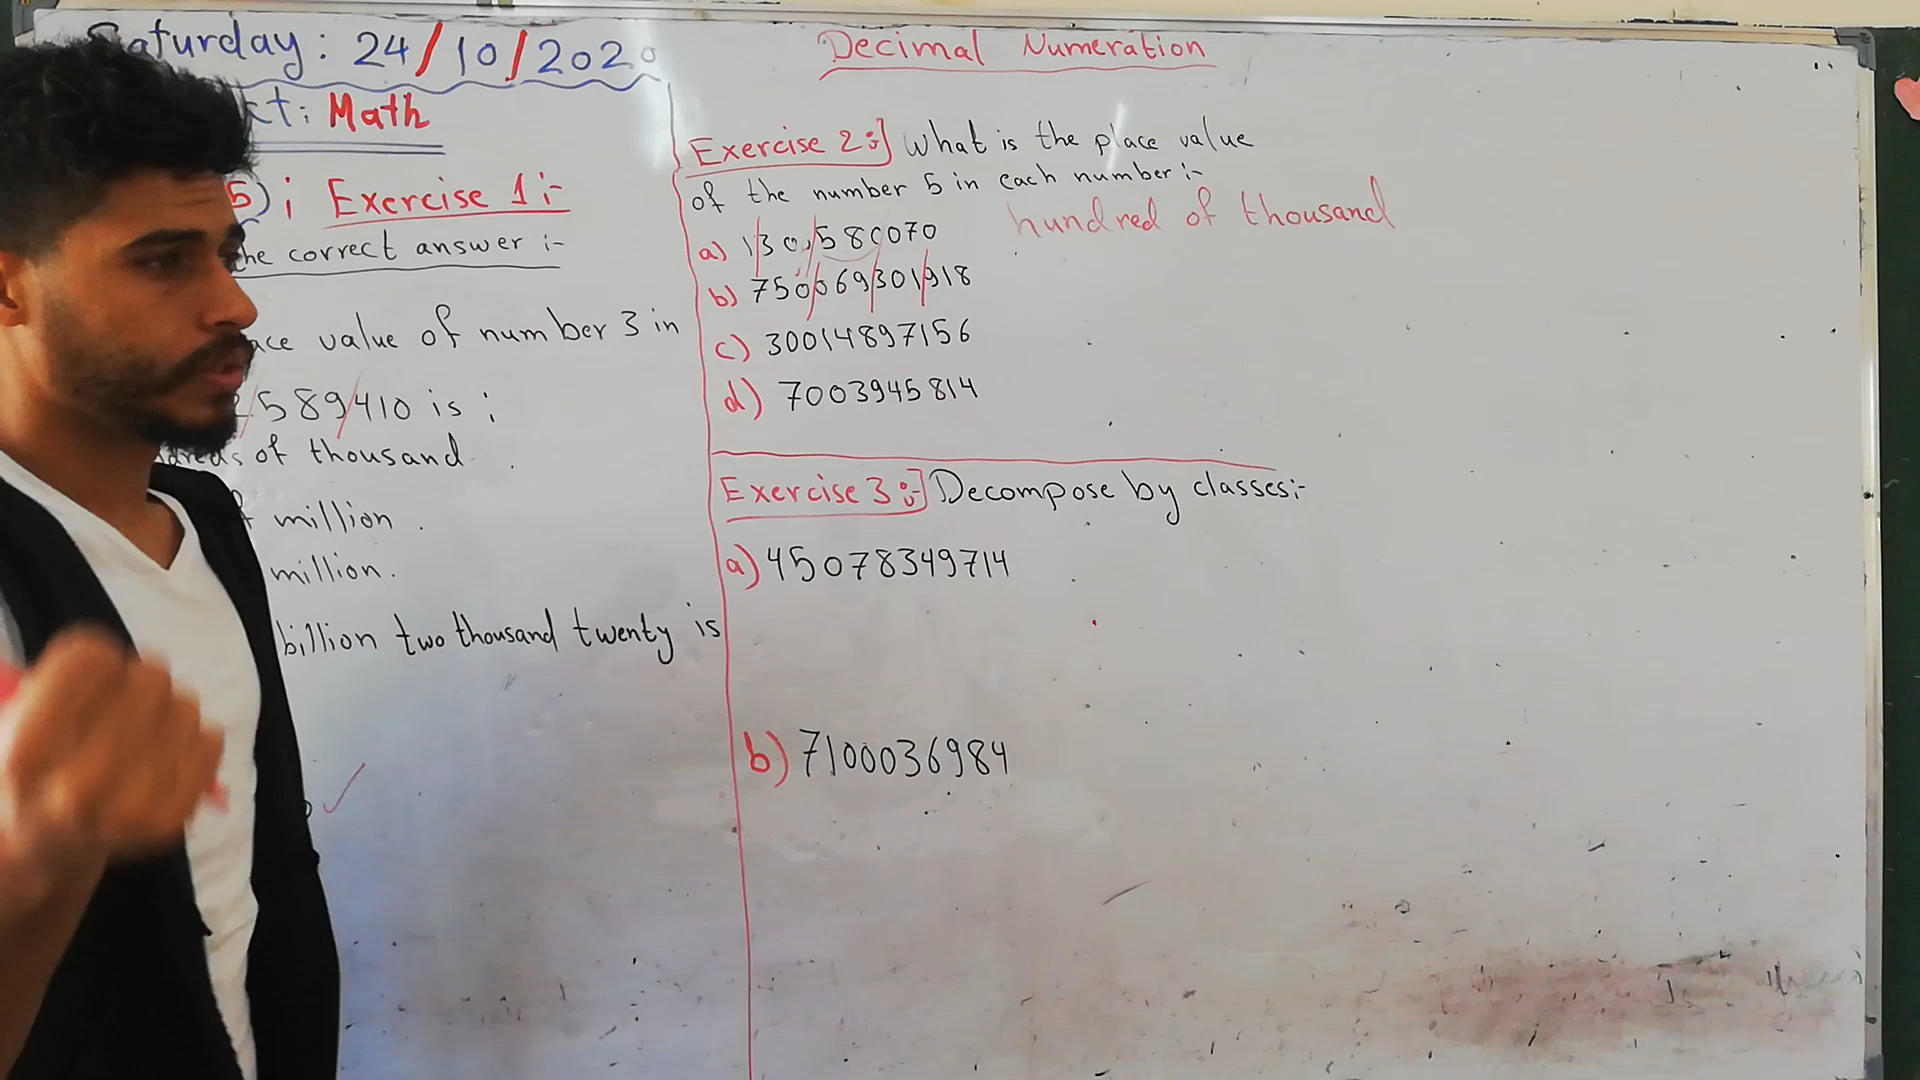 Saturday : 24/10/2020
Math
5) ; Exercise 1 :-
the correct answer :-
value of number 3 in
589410 is :
of thousand
million .
million .
billion two thousand twenty is
Decimal Numeration
Exercise 2 :-] What is the place value
of the number 5 in each number :-
hundred of thousand
a) 130580070
b) 750069301918
c) 30014897156
d) 7003945814
Exercise 3 :-] Decompose by classes :-
a) 45078349714
b) 7100036984